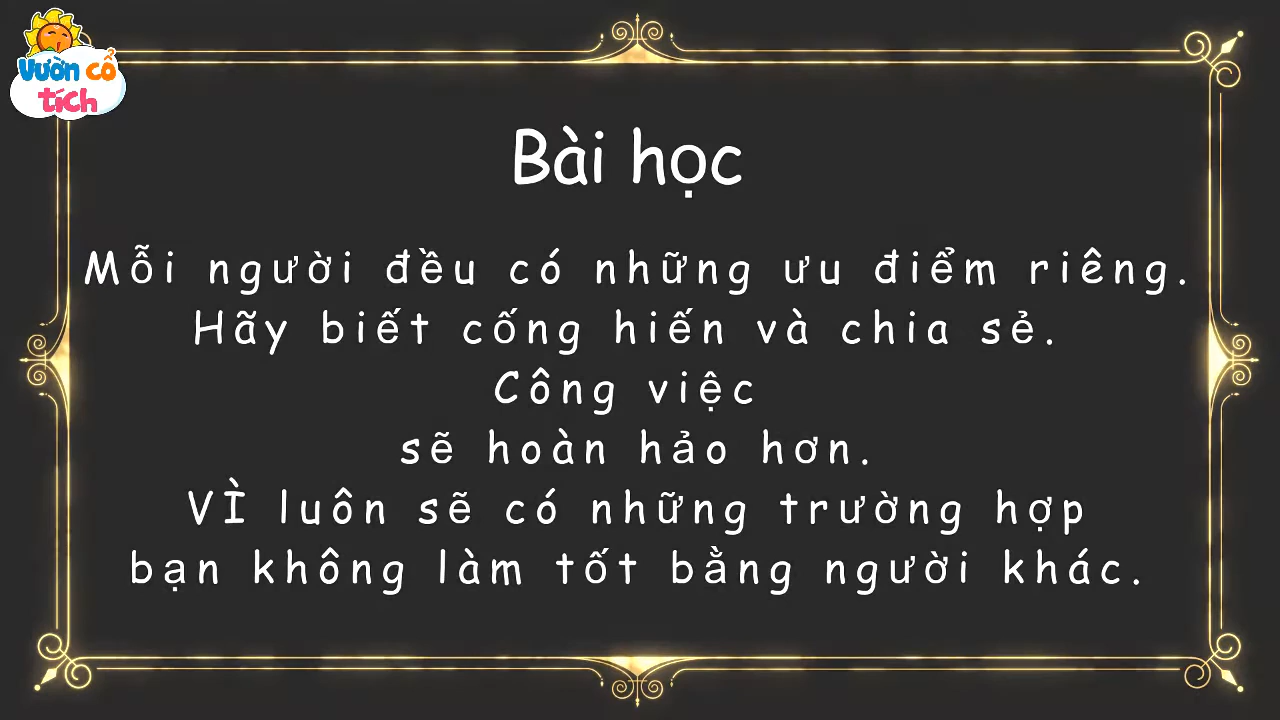 Vườn cổ
tích
Bài học
Mỗi người đều có những ưu điểm riêng.
Hãy biết cống hiến và chia sẻ.
Công việc
sẽ hoàn hảo hơn.
VÌ luôn sẽ có những trường hợp
bạn không làm tốt bằng người khác.